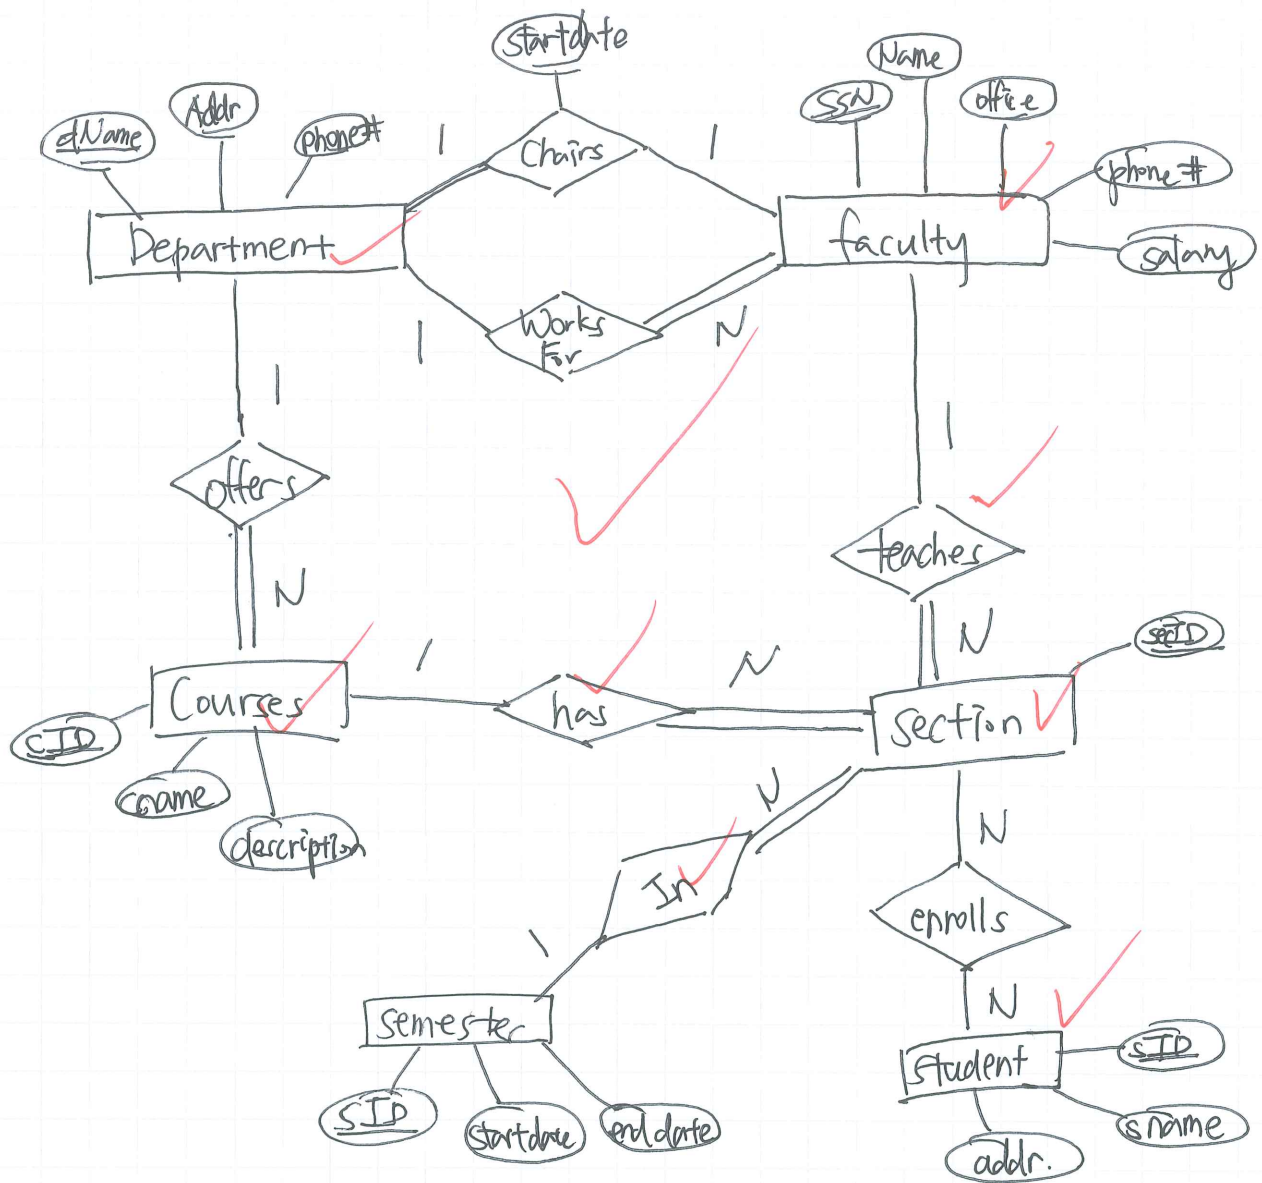 startdate
Name
SSN
office
Addr
dName
phone#
1
Chairs
1
phone#
Department
faculty
salary
1
Works
For
N
1
1
offers
teaches
N
N
secID
1
N
Courses
has
section
CID
cname
description
N
N
In
enrolls
1
N
semester
student
SID
sID
startdate
end date
sname
addr.